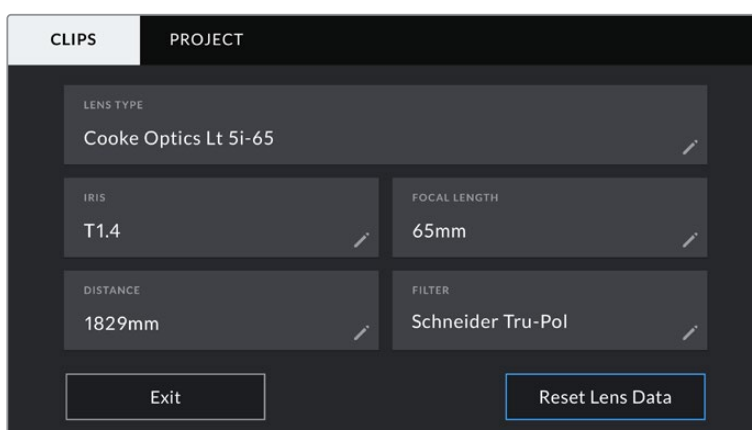 CLIPS PROJECT
LENS TYPE
Cooke Optics Lt 5i-65
IRIS
T1.4
FOCAL LENGTH
65mm
DISTANCE
1829mm
FILTER
Schneider Tru-Pol
Exit Reset Lens Data